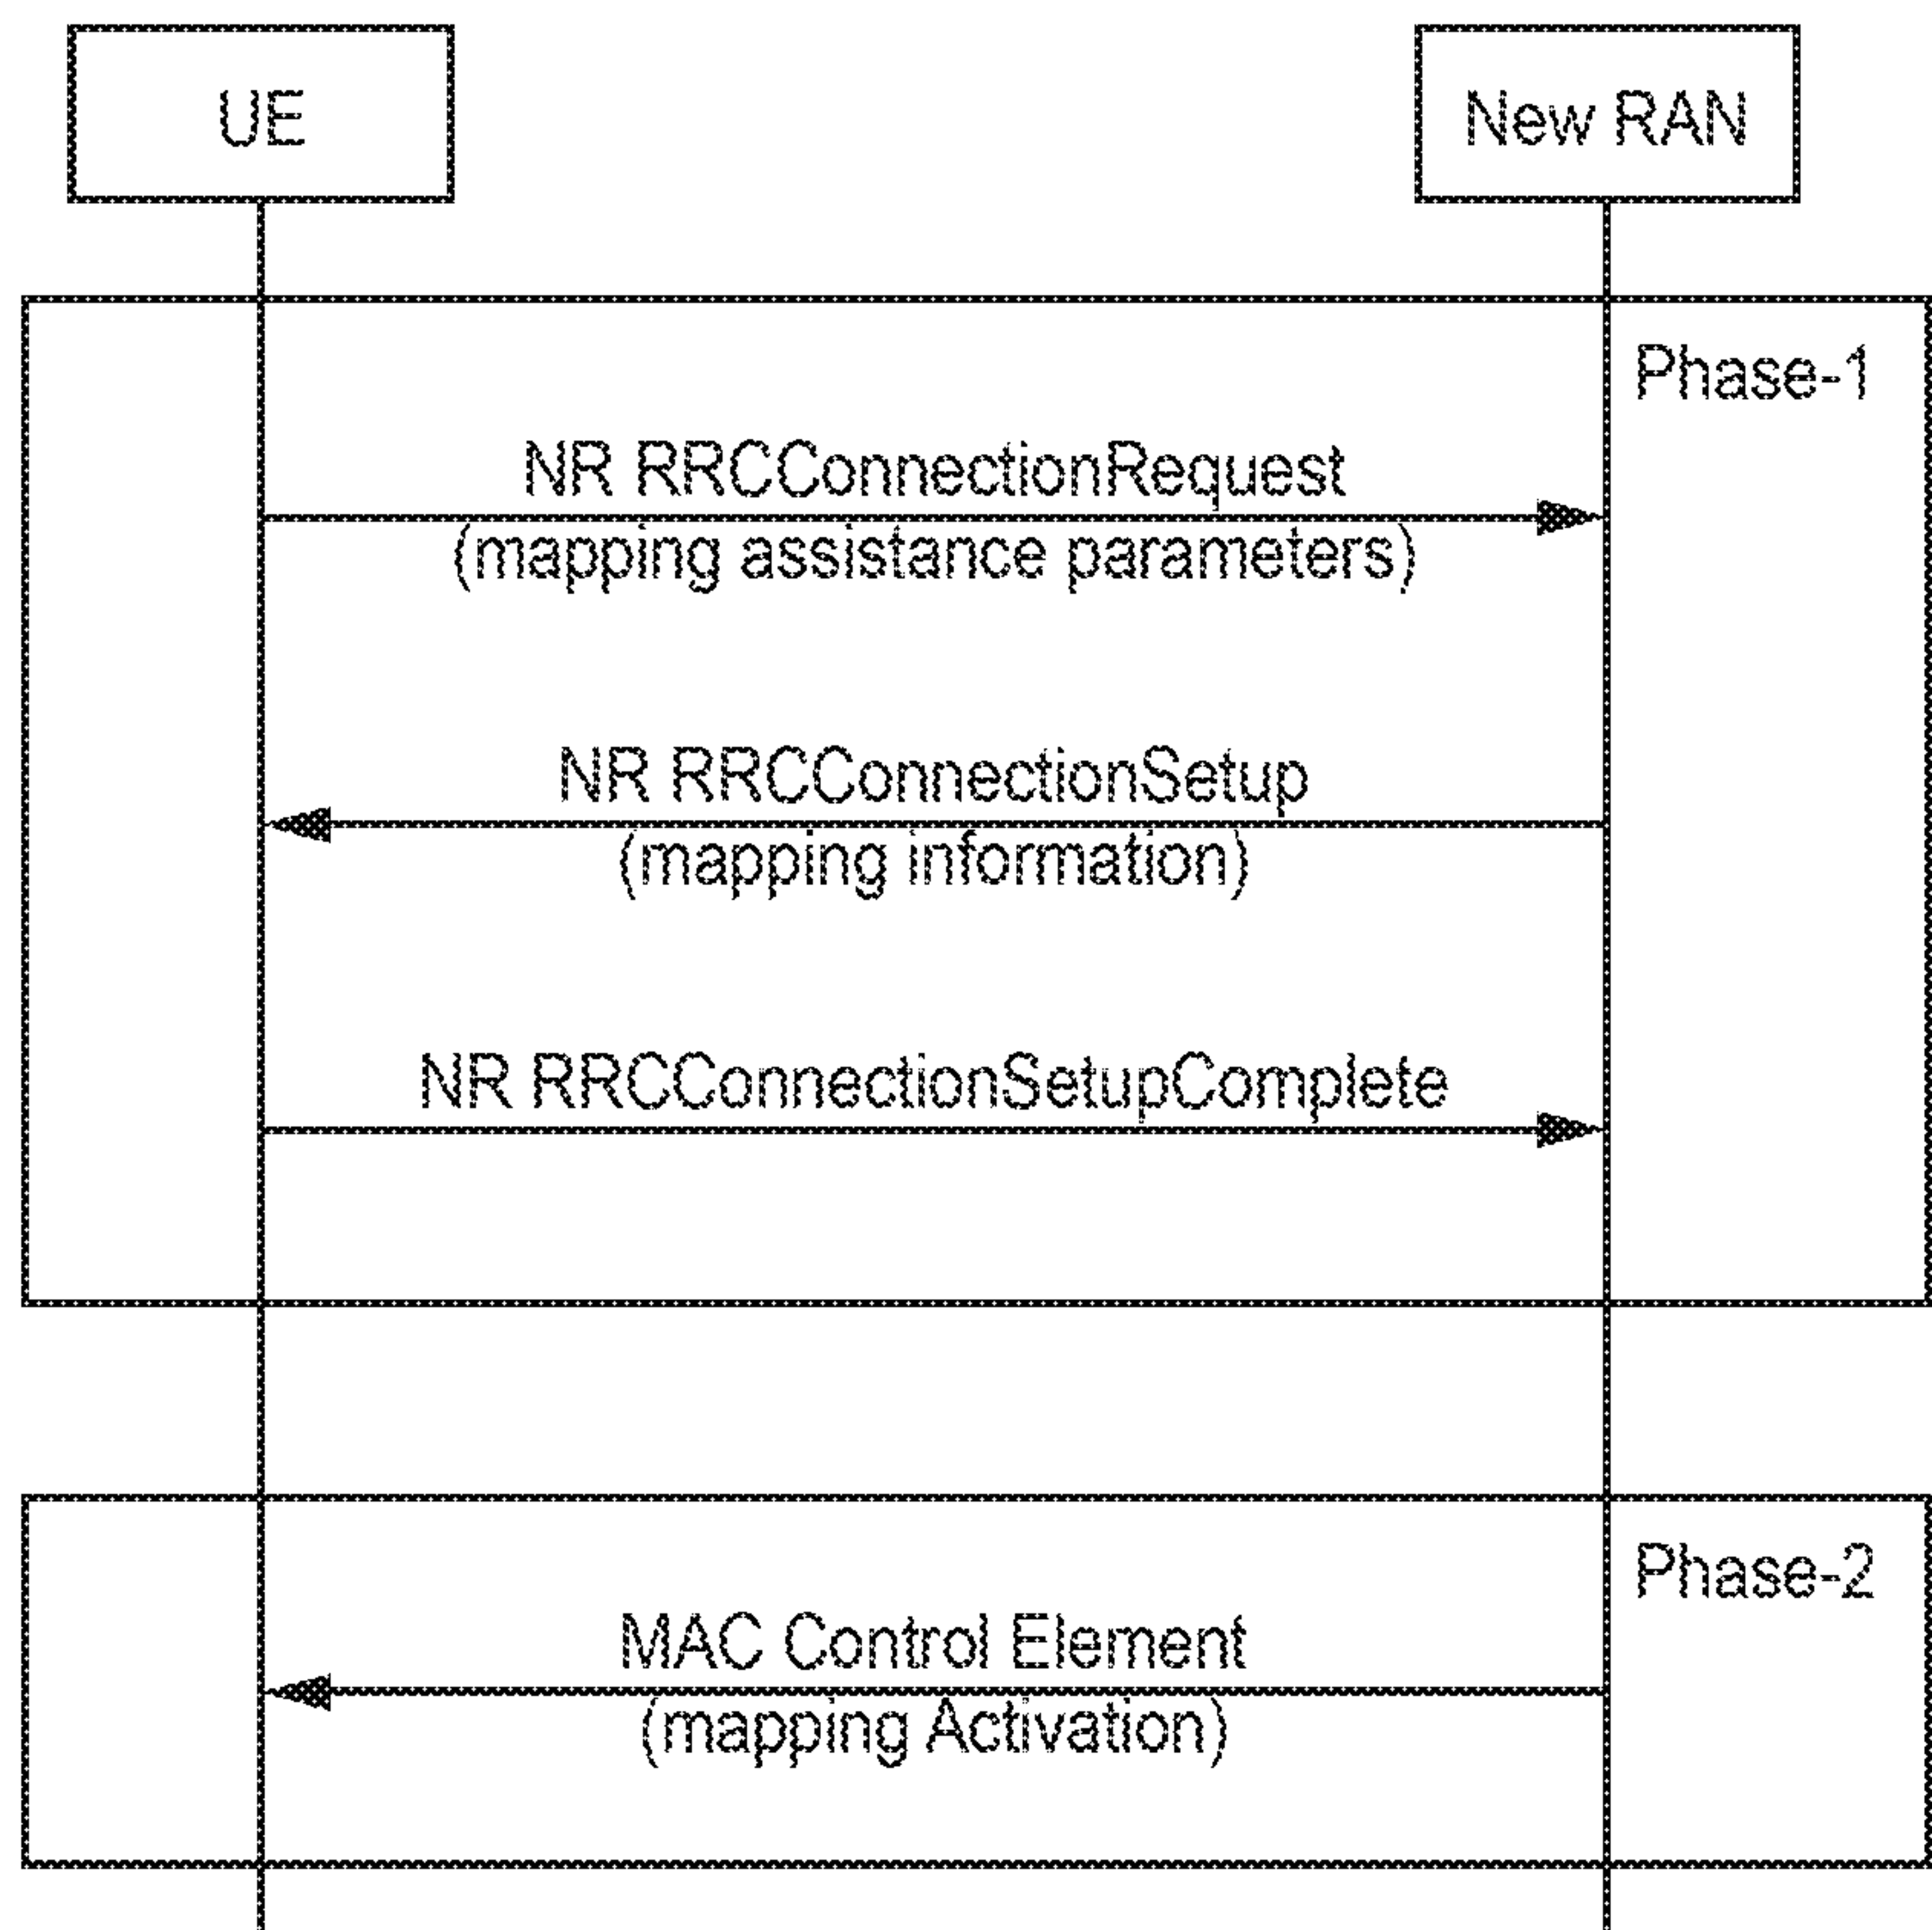 UE
New RAN
Phase-1
NR RRCConnectionRequest
(mapping assistance parameters)
NR RRCConnectionSetup
(mapping information)
NR RRCConnectionSetupComplete
Phase-2
MAC Control Element
(mapping Activation)